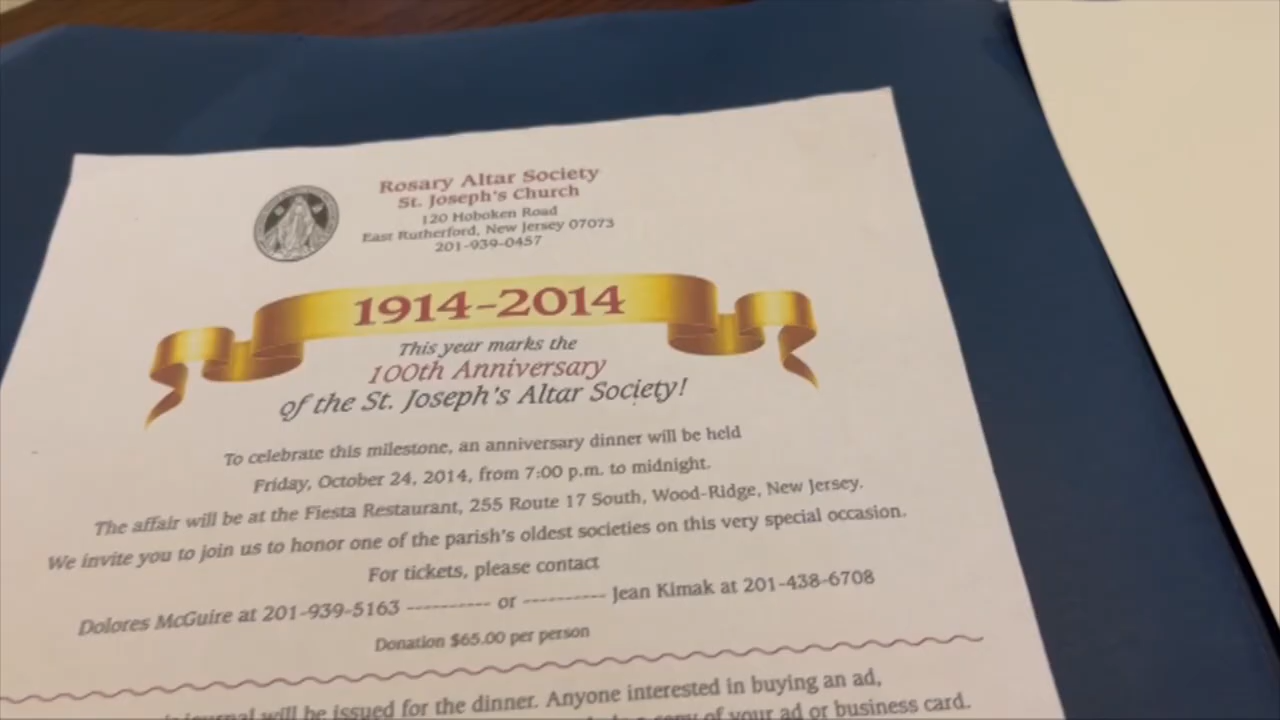 Rosary Altar Society
St. Joseph's Church
120 Hoboken Road
East Rutherford, New Jersey 07073
201-939-0457
1914-2014
This year marks the
100th Anniversary
of the St. Joseph's Altar Society!
To celebrate this milestone, an anniversary dinner will be held
Friday, October 24, 2014, from 7:00 p.m. to midnight.
The affair will be at the Fiesta Restaurant, 255 Route 17 South, Wood-Ridge, New Jersey.
We invite you to join us to honor one of the parish's oldest societies on this very special occasion.
For tickets, please contact
Dolores McGuire at 201-939-5163 ---------- or ---------- Jean Kimak at 201-438-6708
Donation $65.00 per person
journal will be issued for the dinner. Anyone interested in buying an ad,
copy of your ad or business card.